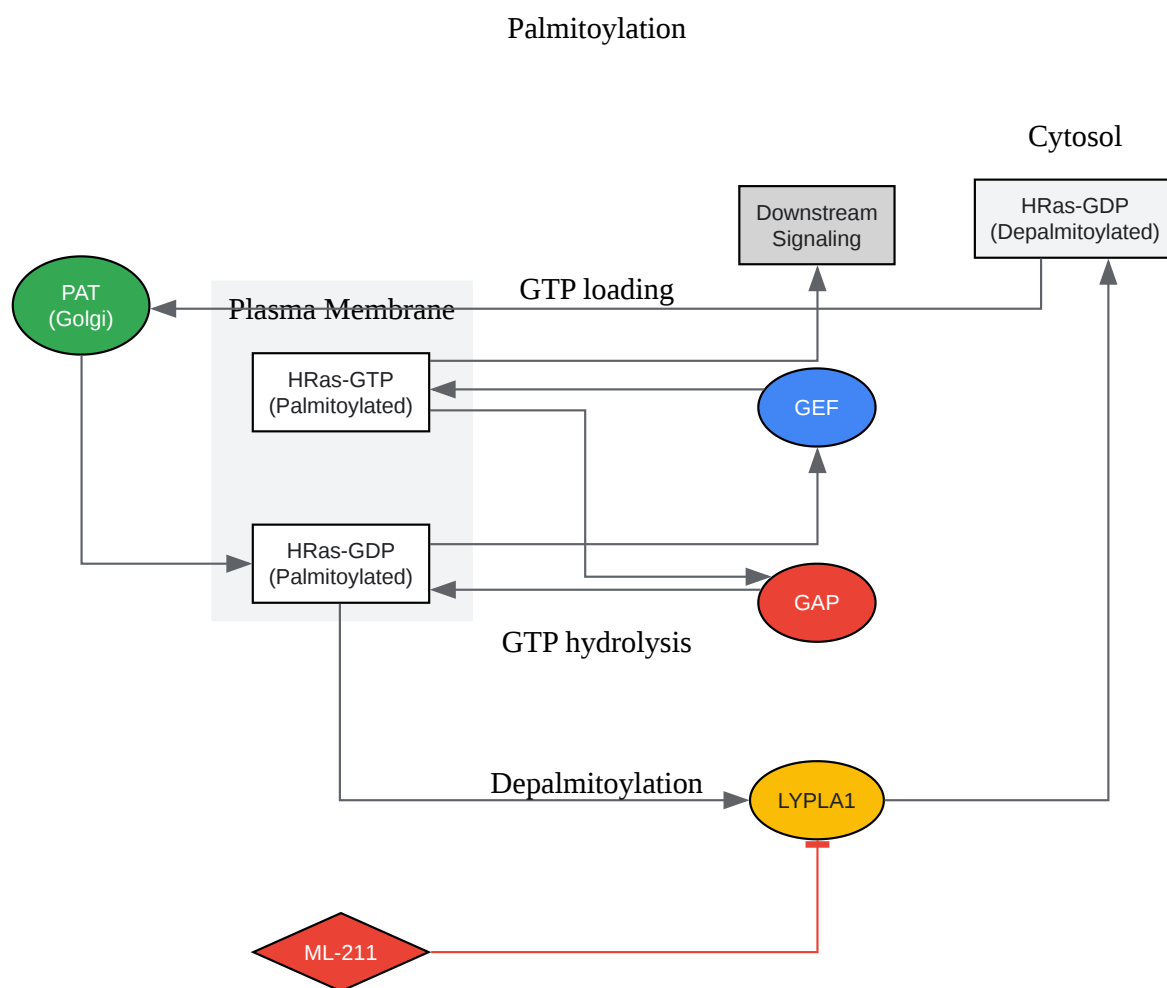 Palmitoylation
Cytosol
HRas-GDP
(Depalmitoylated)
Downstream
Signaling
PAT
(Golgi)
GTP loading
Plasma Membrane
HRas-GTP
(Palmitoylated)
GEF
HRas-GDP
(Palmitoylated)
GAP
GTP hydrolysis
Depalmitoylation
LYPLA1
ML-211